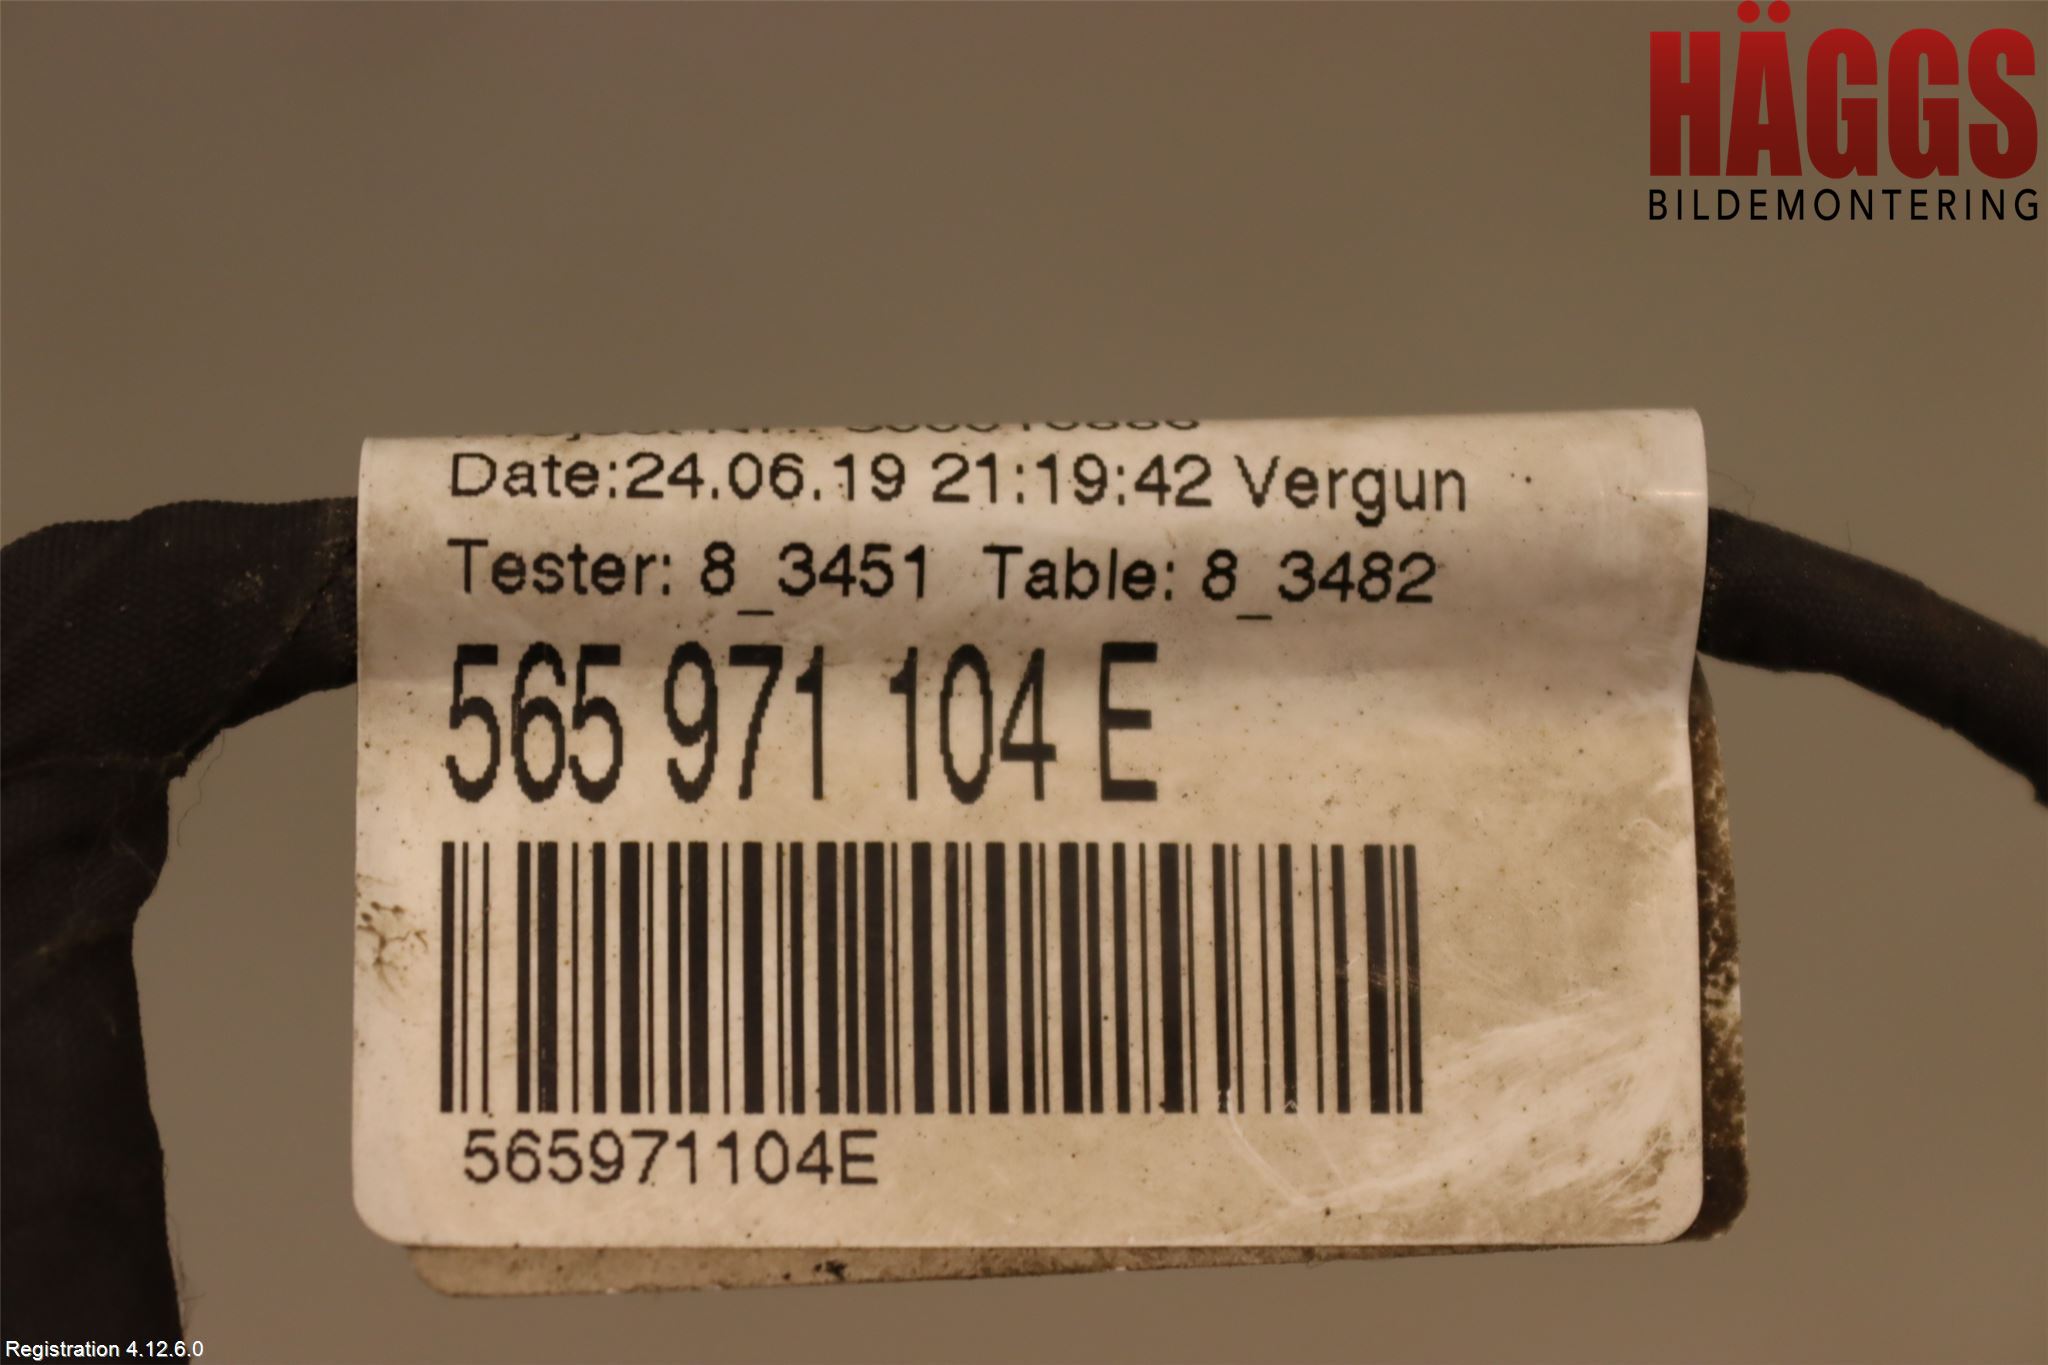 HÄGGS
BILDEMONTERING
Date:24.06.19 21:19:42 Vergun
Tester: 8_3451 Table: 8_3482
565 971 104 E
565971104E
Registration 4.12.6.0